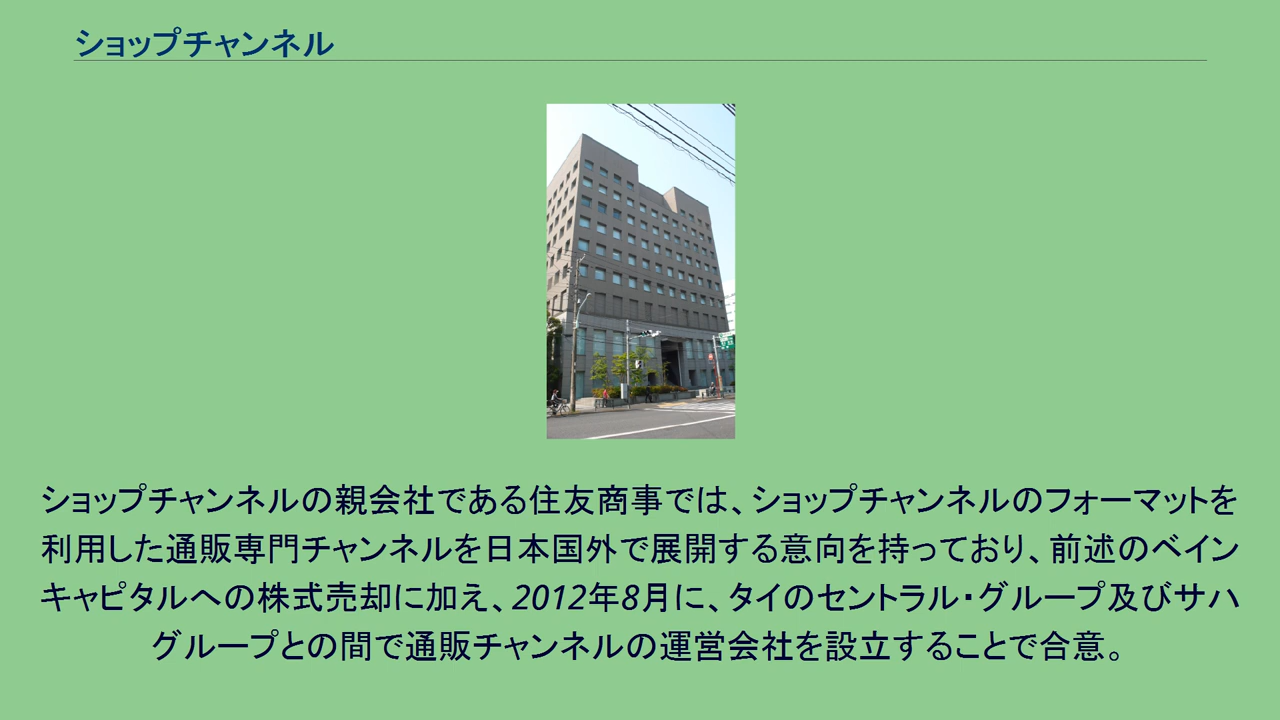 ショップチャンネル
ショップチャンネルの親会社である住友商事では、ショップチャンネルのフォーマットを
利用した通販専門チャンネルを日本国外で展開する意向を持っており、前述のベイン
キャピタルへの株式売却に加え、2012年8月に、タイのセントラル・グループ及びサハ
グループとの間で通販チャンネルの運営会社を設立することで合意。